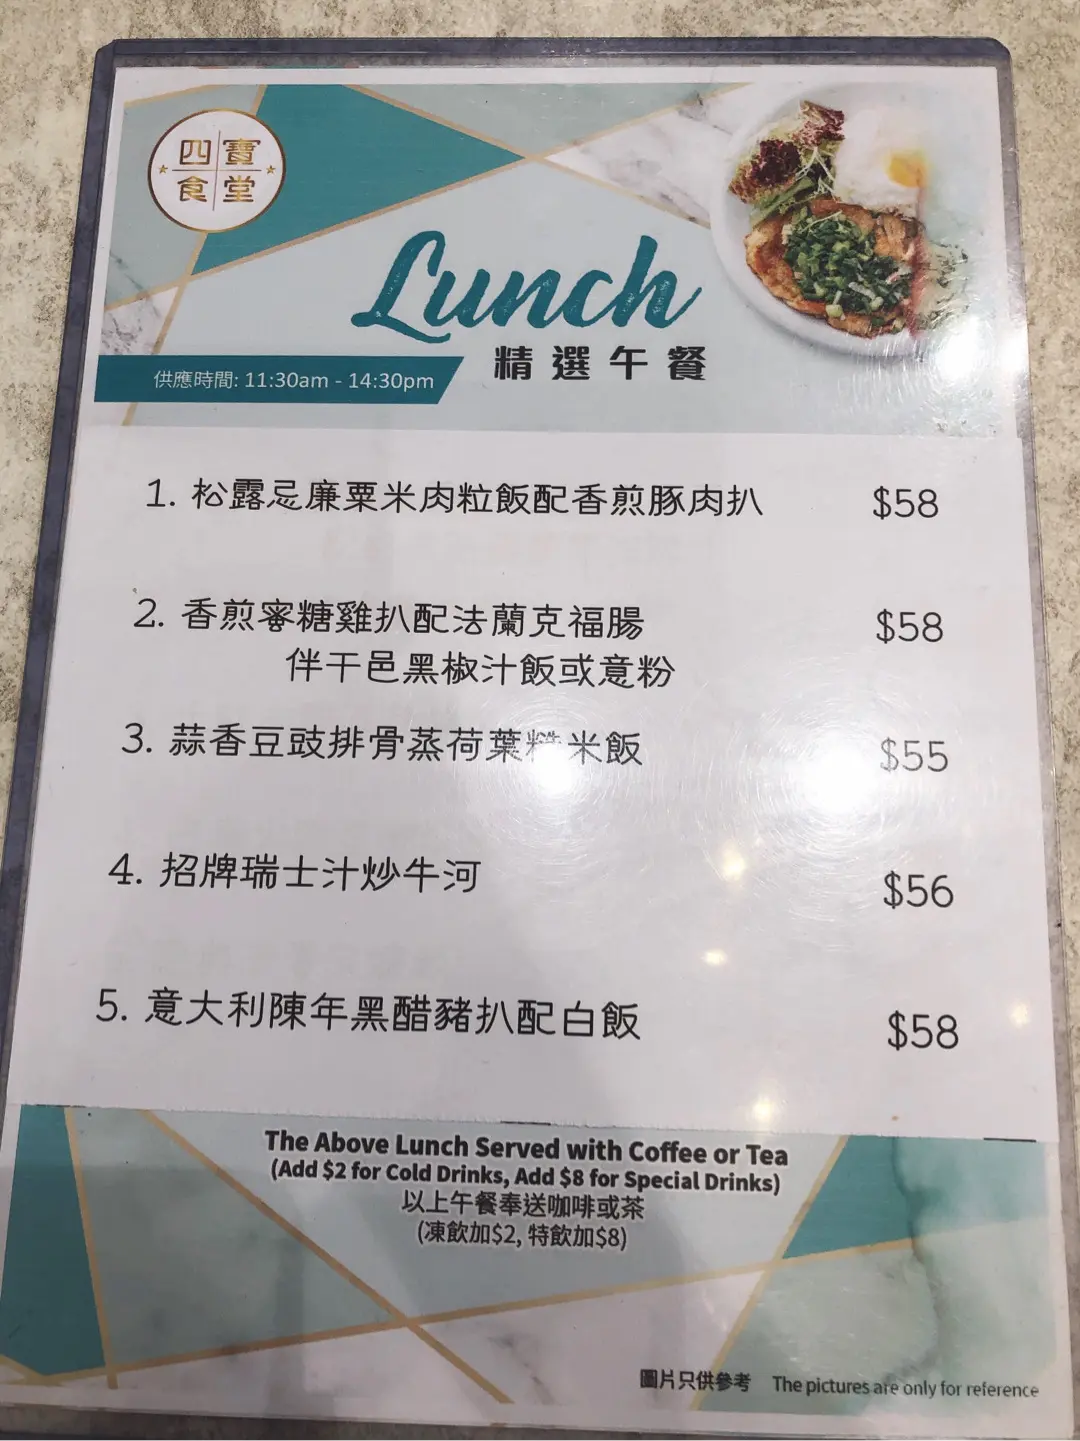 四寶
食堂
Lunch
精選午餐
供應時間: 11:30am - 14:30pm
1. 松露忌廉粟米肉粒飯配香煎豚肉扒 $58
2. 香煎蜜糖雞扒配法蘭克福腸 $58
伴干邑黑椒汁飯或意粉
3. 蒜香豆豉排骨蒸荷葉糙米飯 $55
4. 招牌瑞士汁炒牛河 $56
5. 意大利陳年黑醋豬扒配白飯 $58
The Above Lunch Served with Coffee or Tea
(Add $2 for Cold Drinks, Add $8 for Special Drinks)
以上午餐奉送咖啡或茶
(凍飲加$2, 特飲加$8)
圖片只供參考 The pictures are only for reference